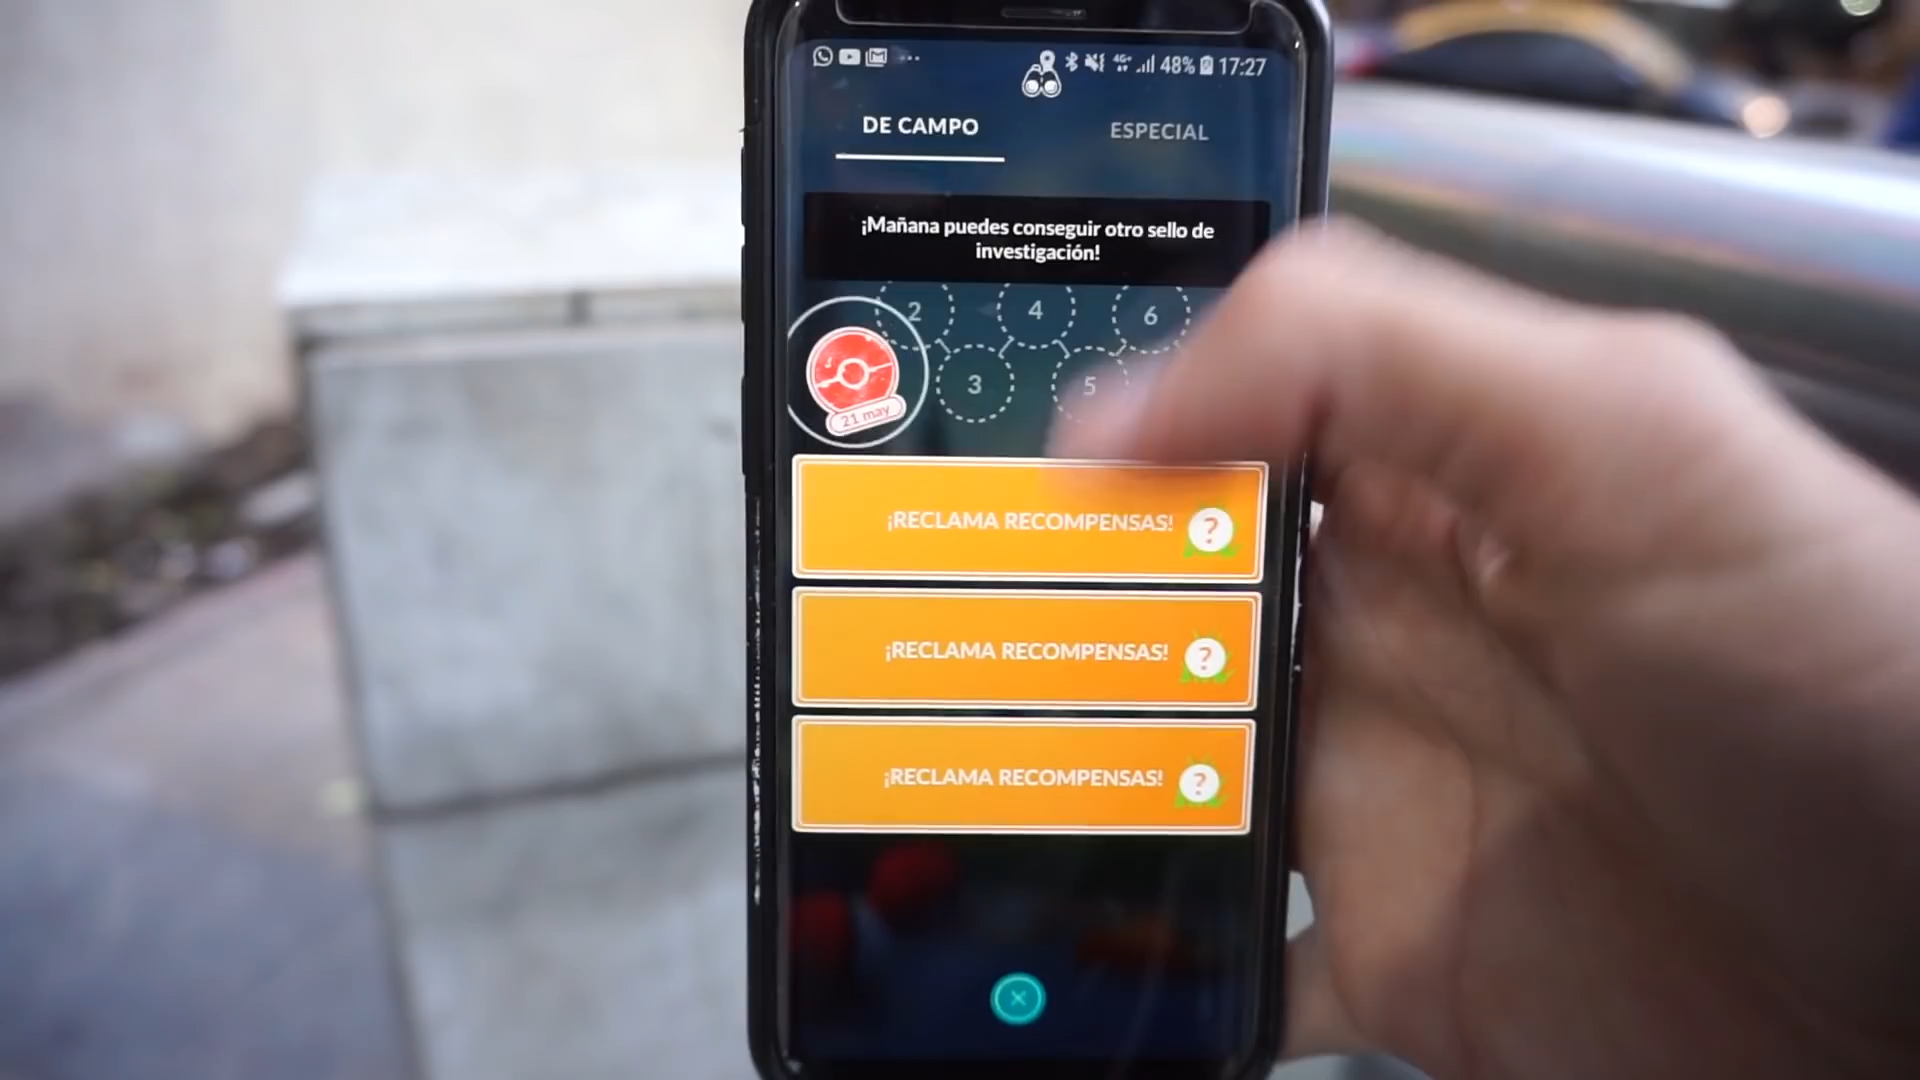 4G+ 48% 17:27
DE CAMPO
ESPECIAL
¡Mañana puedes conseguir otro sello de
investigación!
2
4
6
3
5
21 may
¡RECLAMA RECOMPENSAS! ?
¡RECLAMA RECOMPENSAS! ?
¡RECLAMA RECOMPENSAS! ?